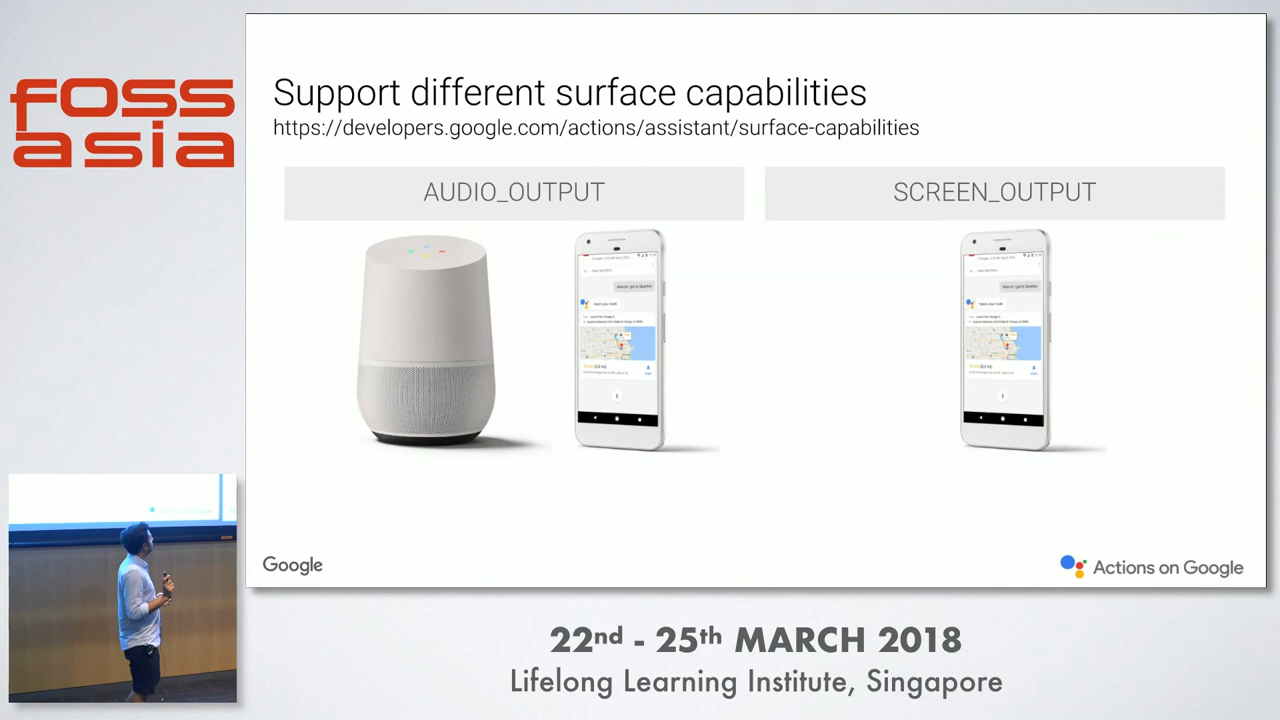 foss
asia
Support different surface capabilities
https://developers.google.com/actions/assistant/surface-capabilities
AUDIO_OUTPUT
SCREEN_OUTPUT
Google
Actions on Google
22nd - 25th MARCH 2018
Lifelong Learning Institute, Singapore